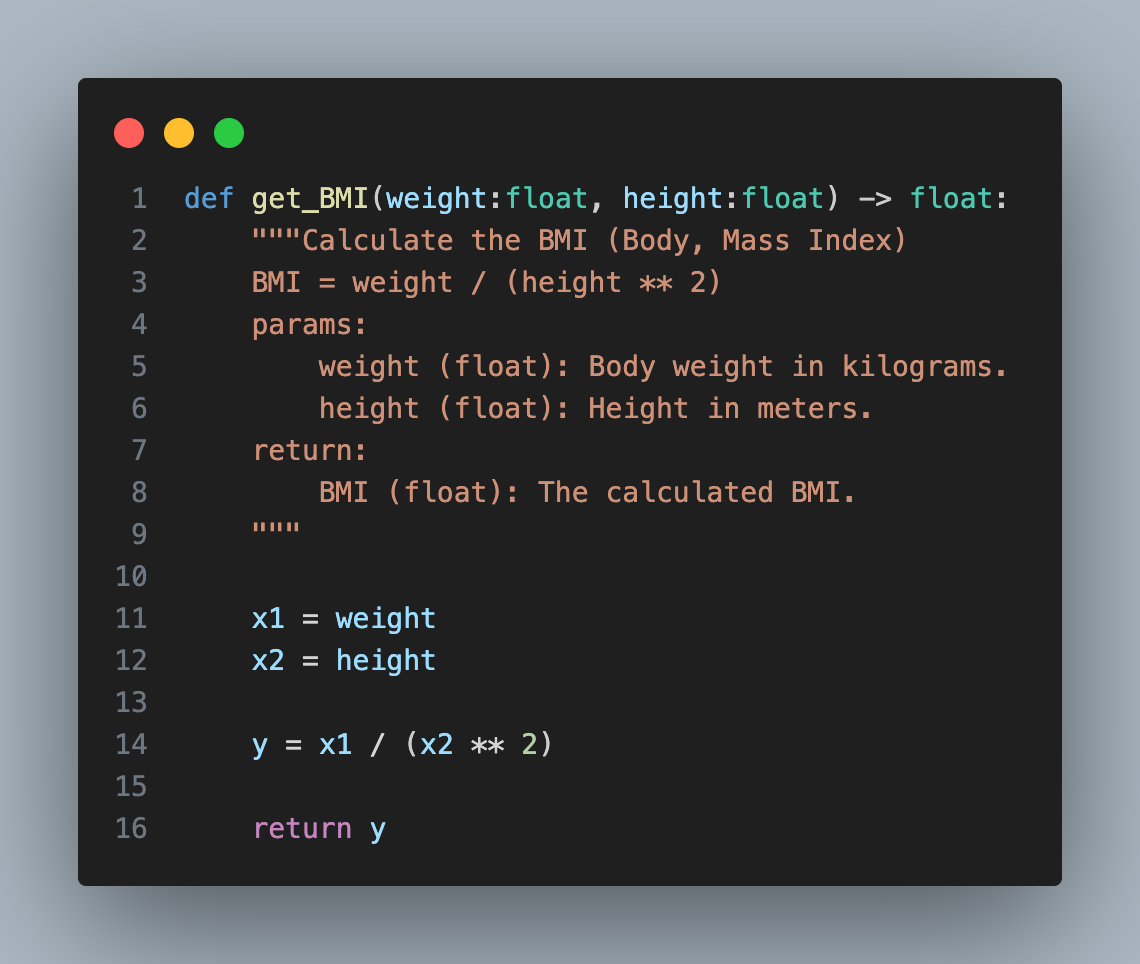 1 def get_BMI(weight:float, height:float) -> float:
2     """Calculate the BMI (Body, Mass Index)
3     BMI = weight / (height ** 2)
4     params:
5         weight (float): Body weight in kilograms.
6         height (float): Height in meters.
7     return:
8         BMI (float): The calculated BMI.
9     """
10
11     x1 = weight
12     x2 = height
13
14     y = x1 / (x2 ** 2)
15
16     return y